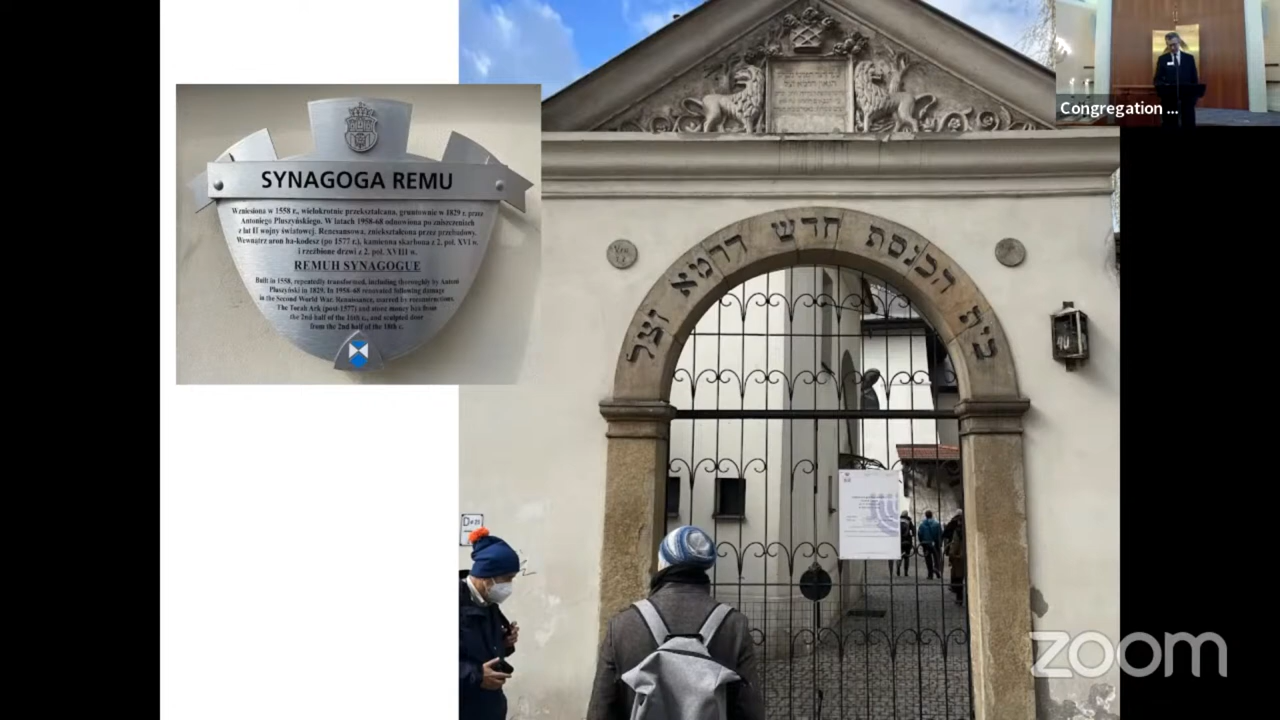 SYNAGOGA REMU
Wzniesiona w 1558 r., wielokrotnie przekształcana, gruntownie w 1829 r. przez
Antoniego Pluszyńskiego. W latach 1958-68 odnowiona po zniszczeniach
z lat II wojny światowej. Renesansowa, zniekształcona przez przebudowy.
Wewnątrz aron ha-kodesz (po 1577 r.), kamienna skarbona z 2. poł. XVI w.
i rzeźbione drzwi z 2. poł. XVIII w.
REMUH SYNAGOGUE
Built in 1558, repeatedly transformed, including thoroughly by Antoni
Pluszyński in 1829. In 1958-68 renovated following damage
in the Second World War. Renaissance, scarred by reconstructions.
The Torah Ark (post-1577) and stone money box from
the 2nd half of the 16th c., and sculpted door
from the 2nd half of the 18th c.
בית הכנסת חדש דרמא זצ״ל
Congregation ...
zoom